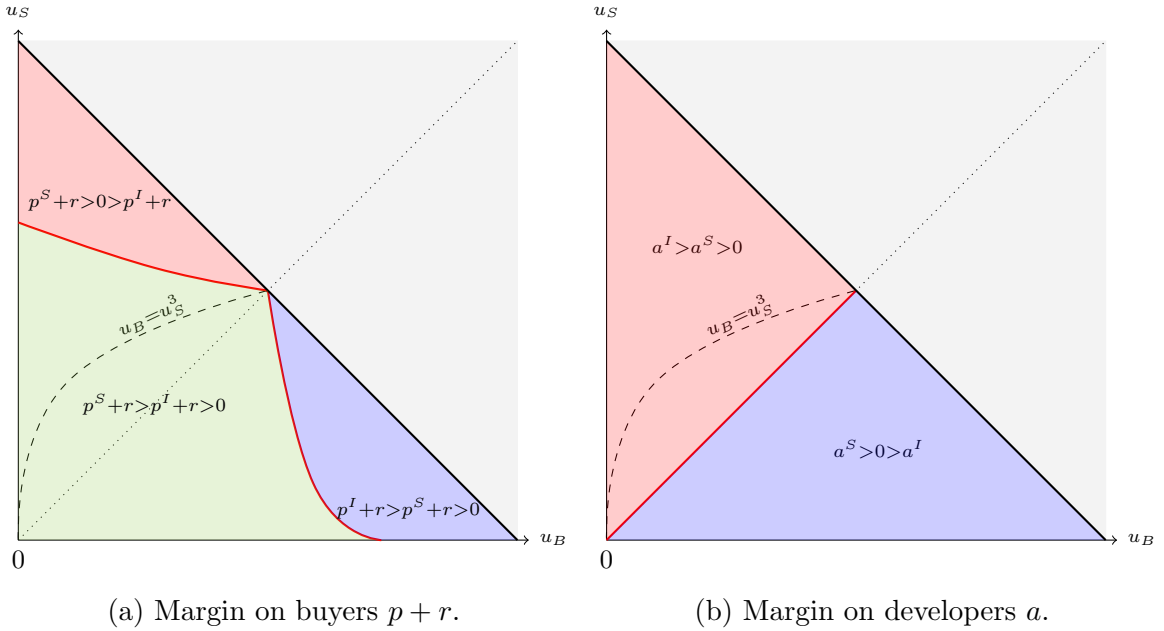 u_S
p^S+r>0>p^I+r
u_B=u_S^3
p^S+r>p^I+r>0
p^I+r>p^S+r>0
u_B
0
(a) Margin on buyers p + r.
u_S
a^I>a^S>0
u_B=u_S^3
a^S>0>a^I
u_B
0
(b) Margin on developers a.